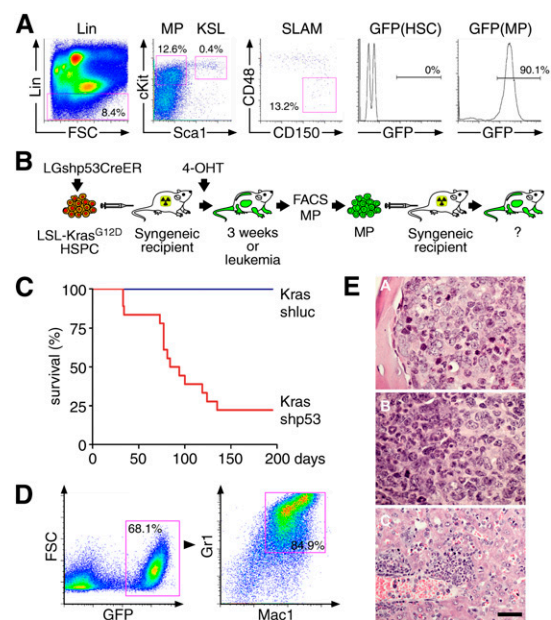 A
Lin
MP KSL
SLAM
GFP(HSC)
GFP(MP)
Lin
8.4%
FSC
cKit
12.6%
0.4%
Sca1
CD48
13.2%
CD150
0%
GFP
90.1%
GFP
B
LGshp53CreER
4-OHT
LSL-KrasG12D
HSPC
Syngeneic
recipient
3 weeks
or
leukemia
FACS
MP
MP
Syngeneic
recipient
?
C
survival (%)
100
75
50
25
0
0 50 100 150 200 days
Kras
shluc
Kras
shp53
D
FSC
68.1%
GFP
Gr1
84.9%
Mac1
E
A
B
C